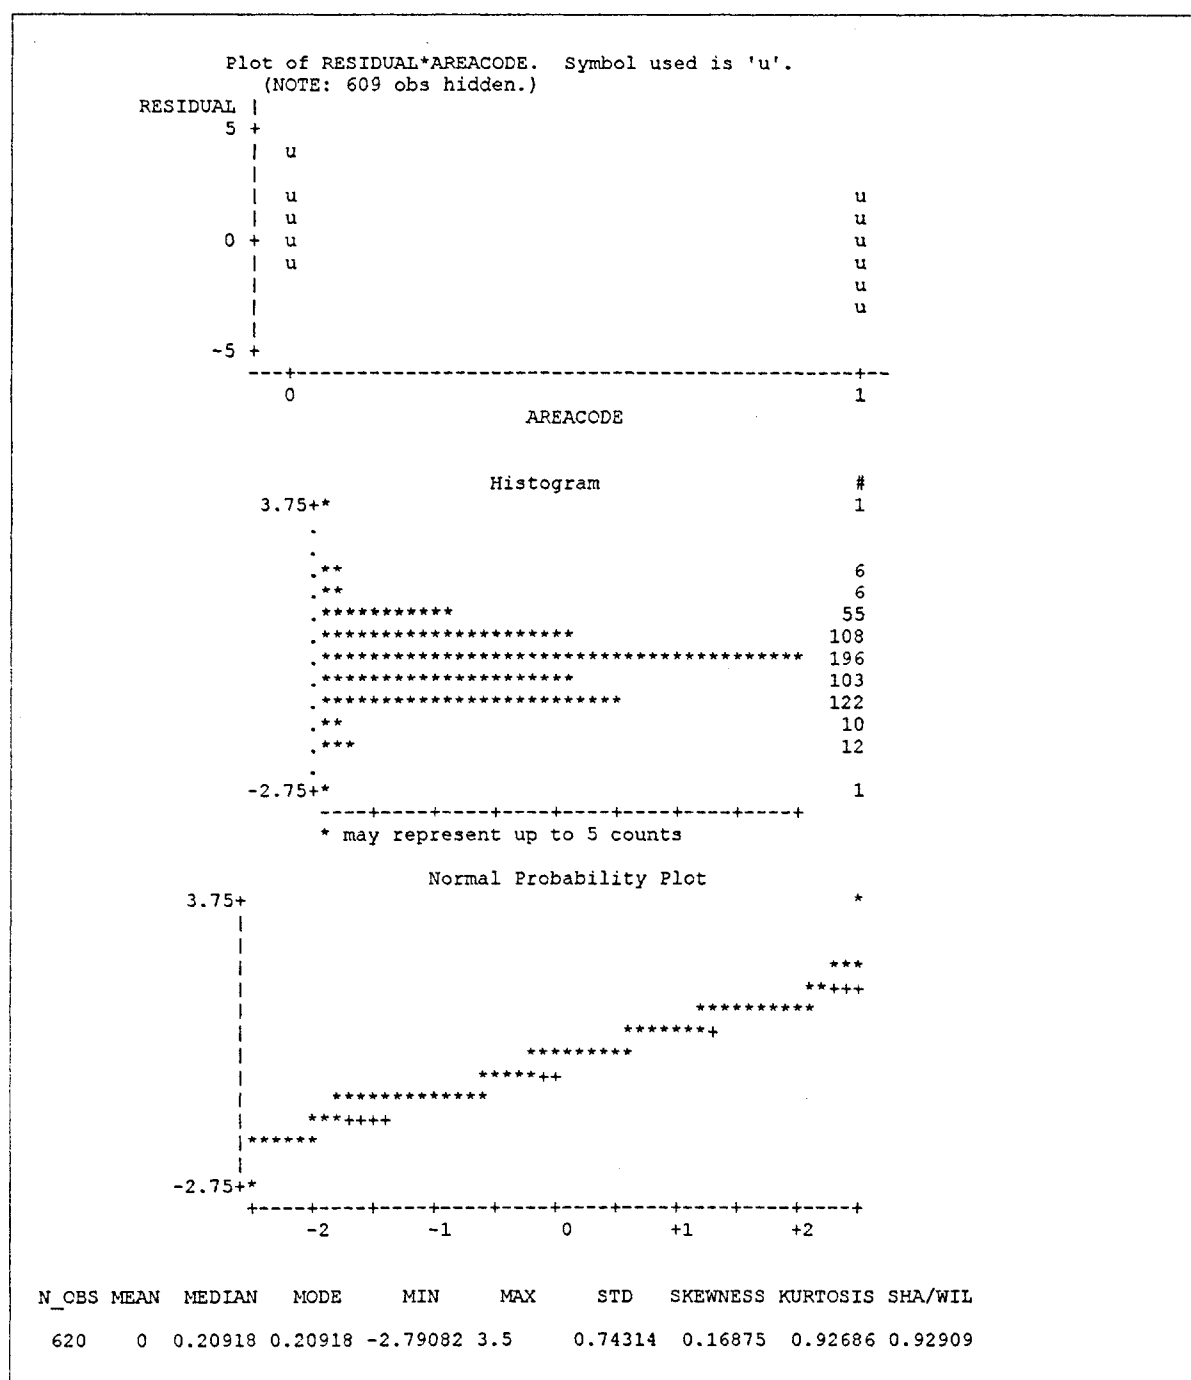 Plot of RESIDUAL*AREACODE. Symbol used is 'u'.
(NOTE: 609 obs hidden.)
RESIDUAL |
5 +
| u
|
| u u
| u u
0 + u u
| u u
| u
| u
|
-5 +
---+-----------------------------------------------+--
0 1
AREACODE
Histogram #
3.75+* 1
.
.
.** 6
.** 6
.*********** 55
.********************* 108
.**************************************** 196
.********************* 103
.************************* 122
.** 10
.*** 12
.
-2.75+* 1
----+----+----+----+----+----+----+----+
* may represent up to 5 counts
Normal Probability Plot
3.75+ *
|
|
| ***
| **+++
| **********
| *******+
| *********
| *****++
| *************
| ***++++
|******
|
-2.75+*
+----+----+----+----+----+----+----+----+----+----+
-2 -1 0 +1 +2
N_OBS MEAN MEDIAN MODE MIN MAX STD SKEWNESS KURTOSIS SHA/WIL
620 0 0.20918 0.20918 -2.79082 3.5 0.74314 0.16875 0.92686 0.92909